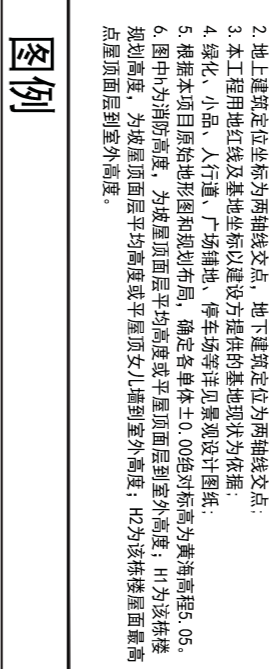 2. 地上建筑定位坐标为两轴线交点, 地下建筑定位为两轴线交点;
3. 本工程用地红线及基地坐标以建设方提供的基地现状为依据;
4. 绿化、小品、人行道、广场铺地、停车场等详见景观设计图纸;
5. 根据本项目原始地形图和规划布局, 确定各单体±0.00绝对标高为黄海高程5.05。
6. 图中h为消防高度, 为坡屋顶面层平均高度或平屋顶面层到室外高度; H1为该栋楼
规划高度, 为坡屋顶面层平均高度或平屋顶女儿墙到室外高度; H2为该栋楼屋面最高
点屋顶面层到室外高度。
图例